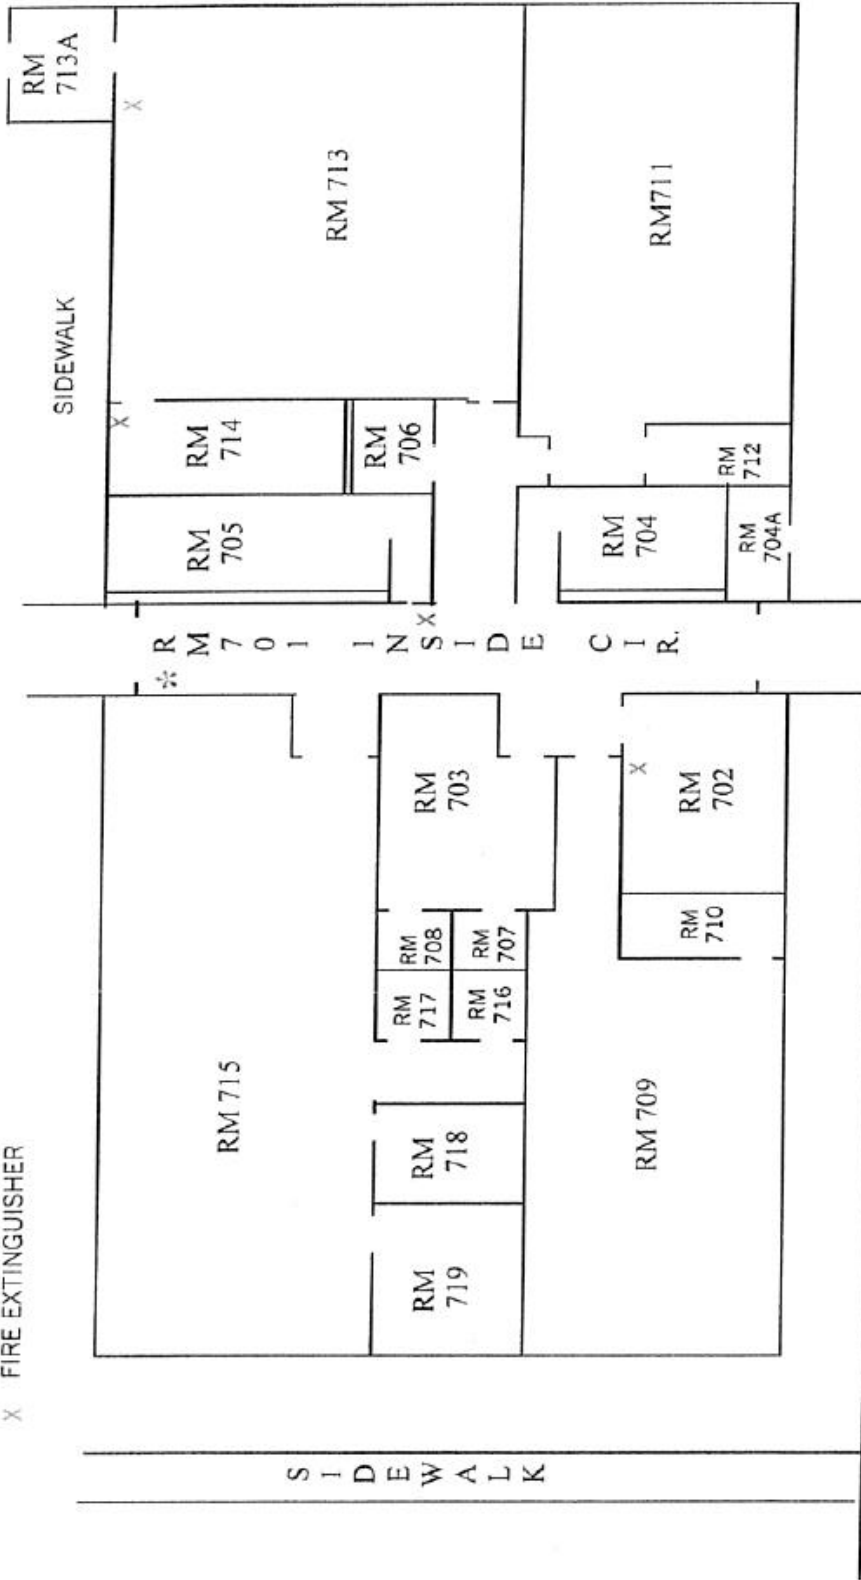 X FIRE EXTINGUISHER
SIDEWALK
RM 715
RM
719
RM
718
RM
717
RM
708
RM
716
RM
707
RM
703
RM 709
RM
710
RM
702
* RM 701 INSIDE CIR.
X
X
RM
705
RM
714
X
RM
706
RM
704
RM
704A
RM
712
SIDEWALK
RM
713A
X
RM 713
RM711